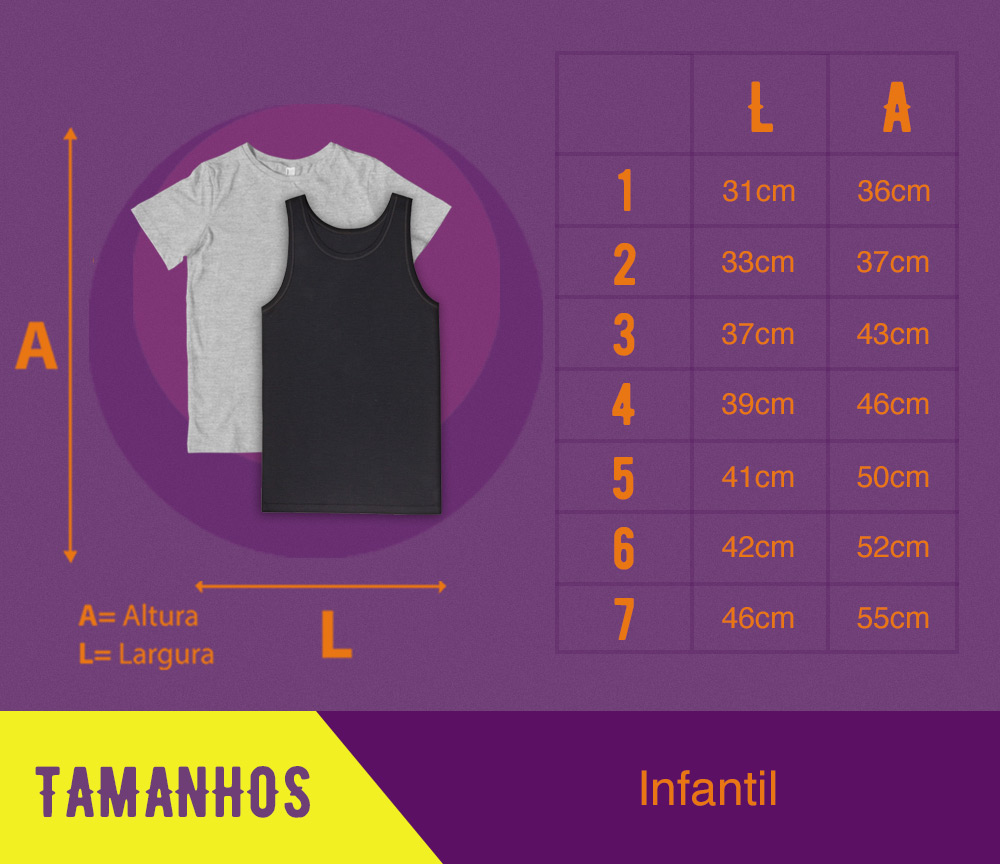 L A
1 31cm 36cm
2 33cm 37cm
3 37cm 43cm
4 39cm 46cm
5 41cm 50cm
6 42cm 52cm
7 46cm 55cm
A
L
A= Altura
L= Largura
TAMANHOS
Infantil